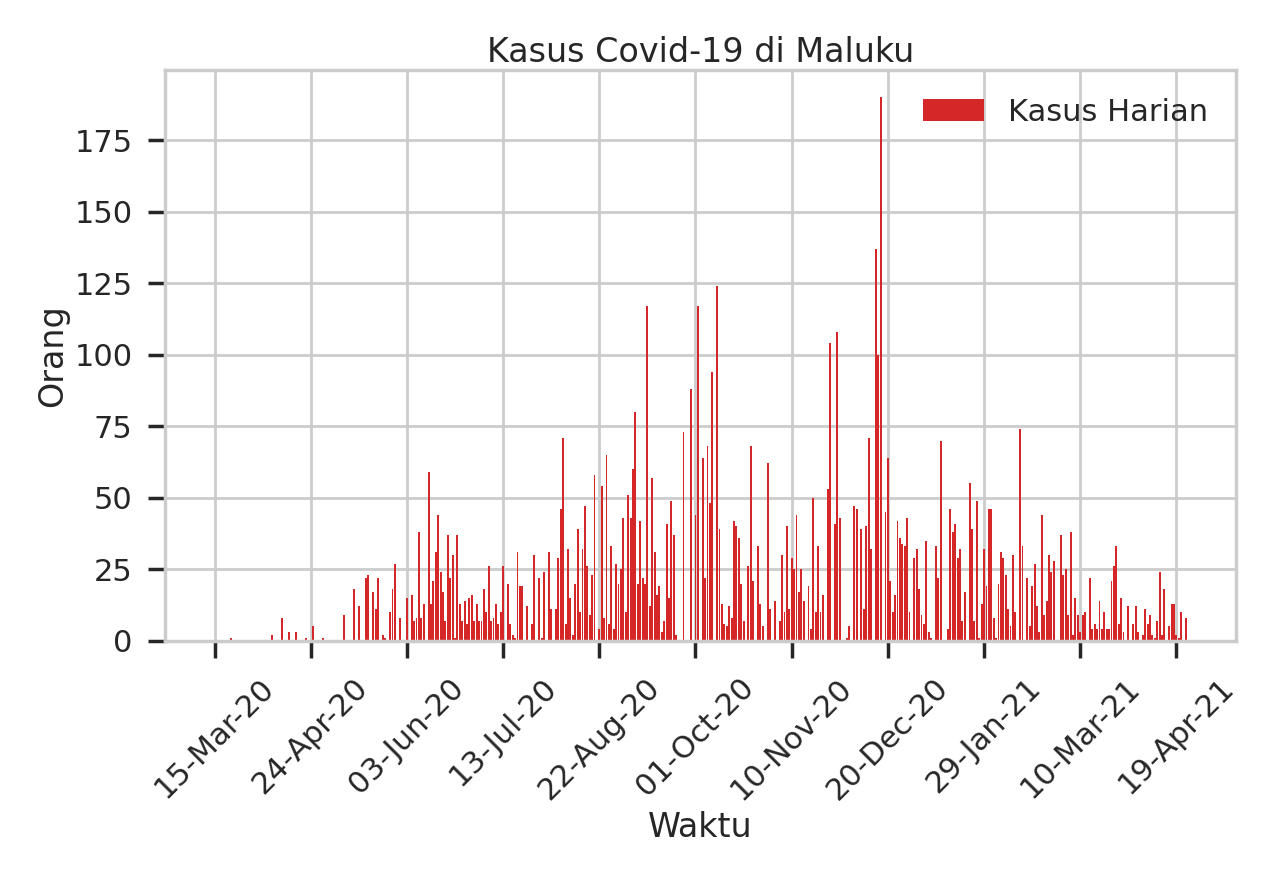 Kasus Covid-19 di Maluku
Kasus Harian
175
150
125
100
75
50
25
0
Orang
15-Mar-20
24-Apr-20
03-Jun-20
13-Jul-20
22-Aug-20
01-Oct-20
10-Nov-20
20-Dec-20
29-Jan-21
10-Mar-21
19-Apr-21
Waktu